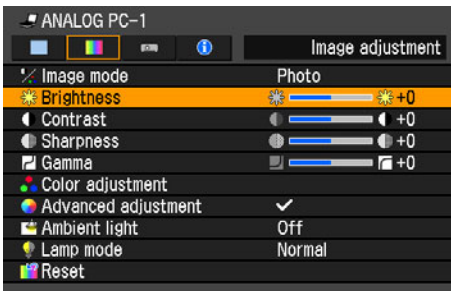 ANALOG PC-1
Image adjustment
Image mode Photo
Brightness +0
Contrast +0
Sharpness +0
Gamma +0
Color adjustment
Advanced adjustment
Ambient light Off
Lamp mode Normal
Reset